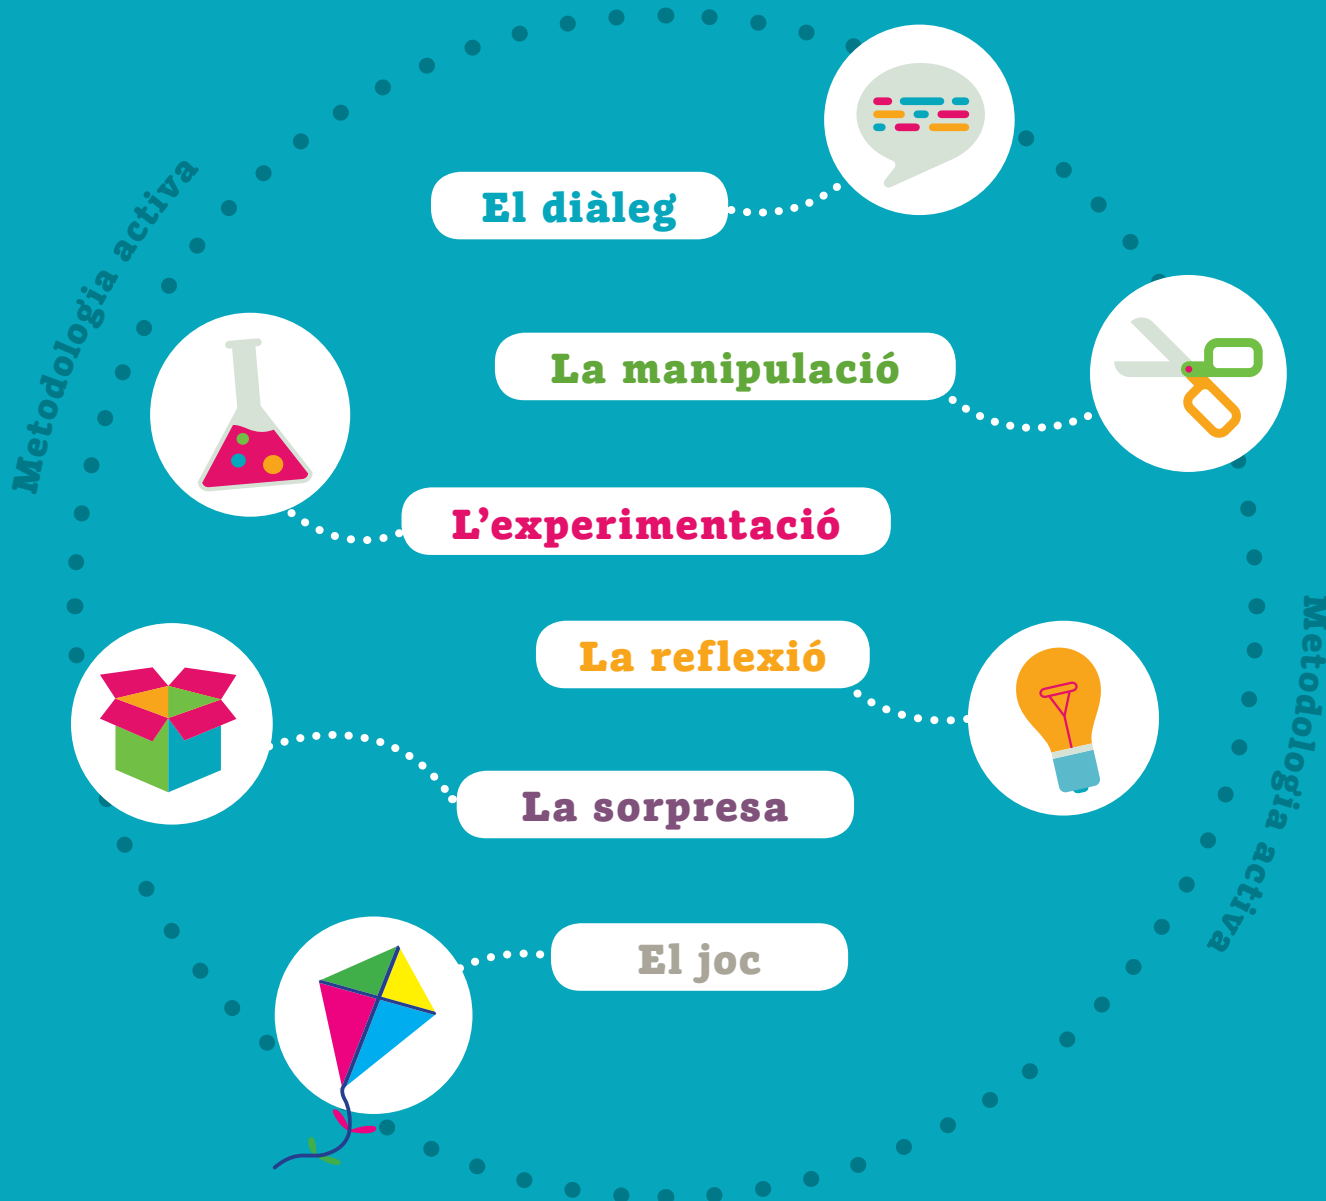 Metodologia activa
El diàleg
La manipulació
L’experimentació
La reflexió
La sorpresa
El joc
Metodologia activa